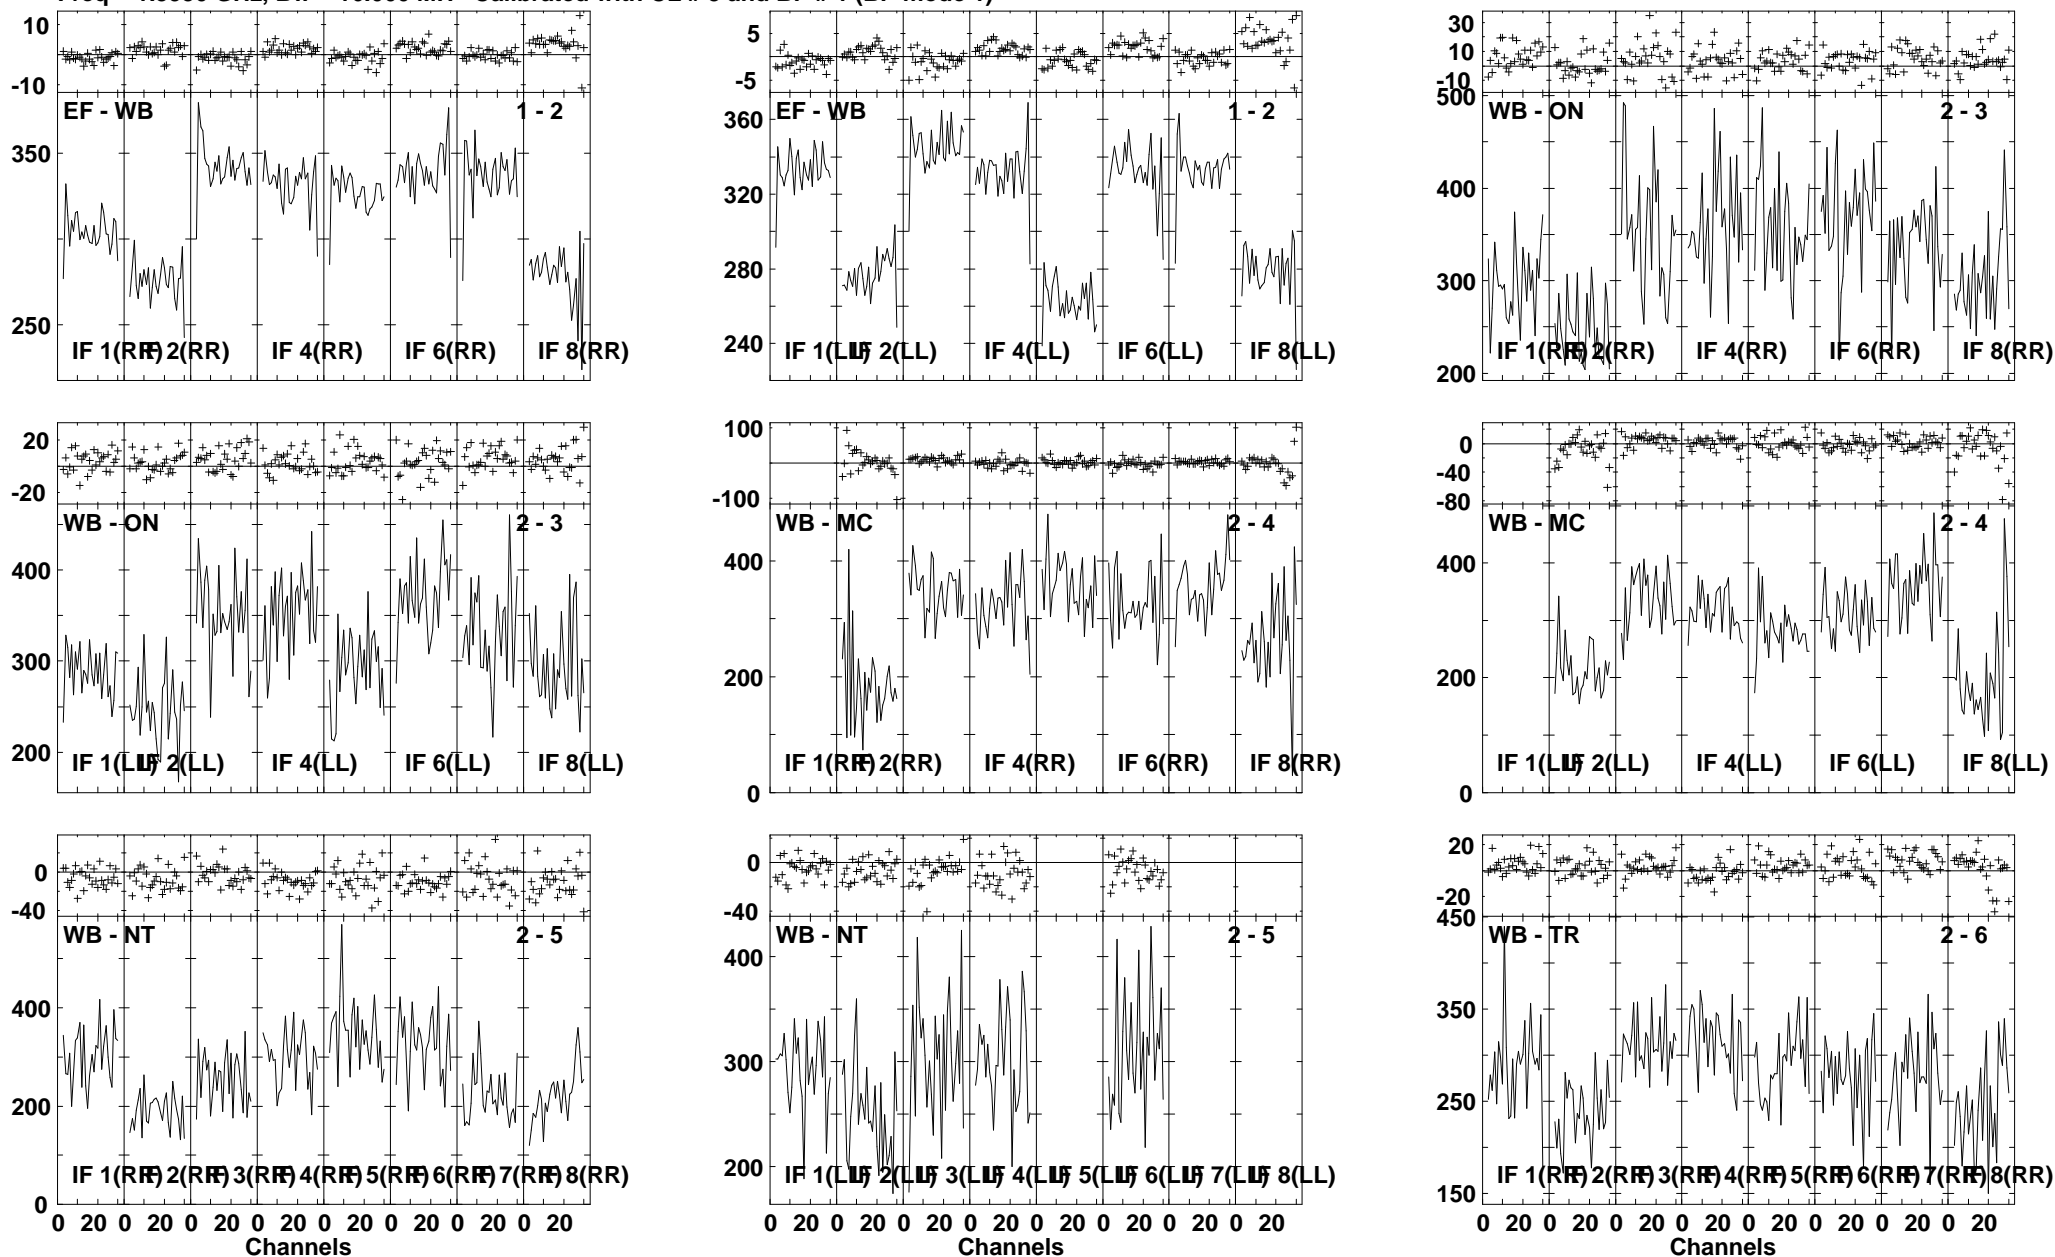 10
-10
EF - WB 1 - 2
350
250
IF 1(RR) 2(RR) IF 4(RR) IF 6(RR) IF 8(RR)
5
-5
EF - WB 1 - 2
360
320
280
240
IF 1(LL) IF 2(LL) IF 4(LL) IF 6(LL) IF 8(LL)
30
10
-10
500
WB - ON 2 - 3
400
300
200
IF 1(RR) 2(RR) IF 4(RR) IF 6(RR) IF 8(RR)
20
-20
WB - ON 2 - 3
400
300
200
IF 1(LL) IF 2(LL) IF 4(LL) IF 6(LL) IF 8(LL)
100
-100
WB - MC 2 - 4
400
200
0
IF 1(RR) 2(RR) IF 4(RR) IF 6(RR) IF 8(RR)
0
-40
-80
WB - MC 2 - 4
400
200
0
IF 1(LL) IF 2(LL) IF 4(LL) IF 6(LL) IF 8(LL)
0
-40
WB - NT 2 - 5
400
200
0
IF 1(RR) IF 2(RR) IF 3(RR) IF 4(RR) IF 5(RR) IF 6(RR) IF 7(RR) IF 8(RR)
0 20 0 20 0 20 0 20 0 20 0 20 0 20 0 20
Channels
0
-40
WB - NT 2 - 5
400
300
200
IF 1(LL) IF 2(LL) IF 3(LL) IF 4(LL) IF 5(LL) IF 6(LL) IF 7(LL) IF 8(LL)
0 20 0 20 0 20 0 20 0 20 0 20 0 20 0 20
Channels
20
-20
450
WB - TR 2 - 6
350
250
150
IF 1(RR) IF 2(RR) IF 3(RR) IF 4(RR) IF 5(RR) IF 6(RR) IF 7(RR) IF 8(RR)
0 20 0 20 0 20 0 20 0 20 0 20 0 20 0 20
Channels